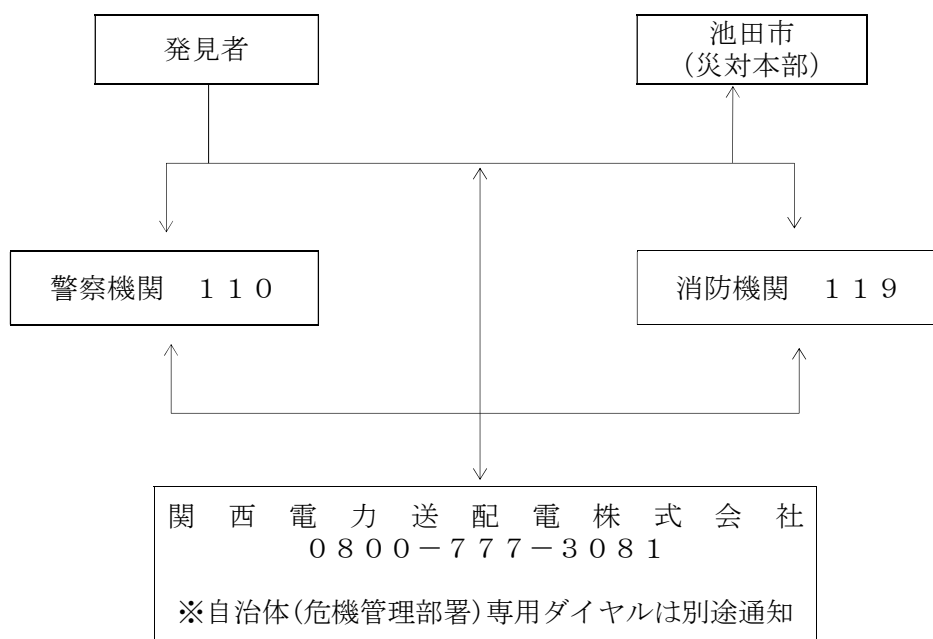 発見者
池田市
(災対本部)
警察機関　１１０
消防機関　１１９
関西電力送配電株式会社
０８００－７７７－３０８１
※自治体(危機管理部署)専用ダイヤルは別途通知